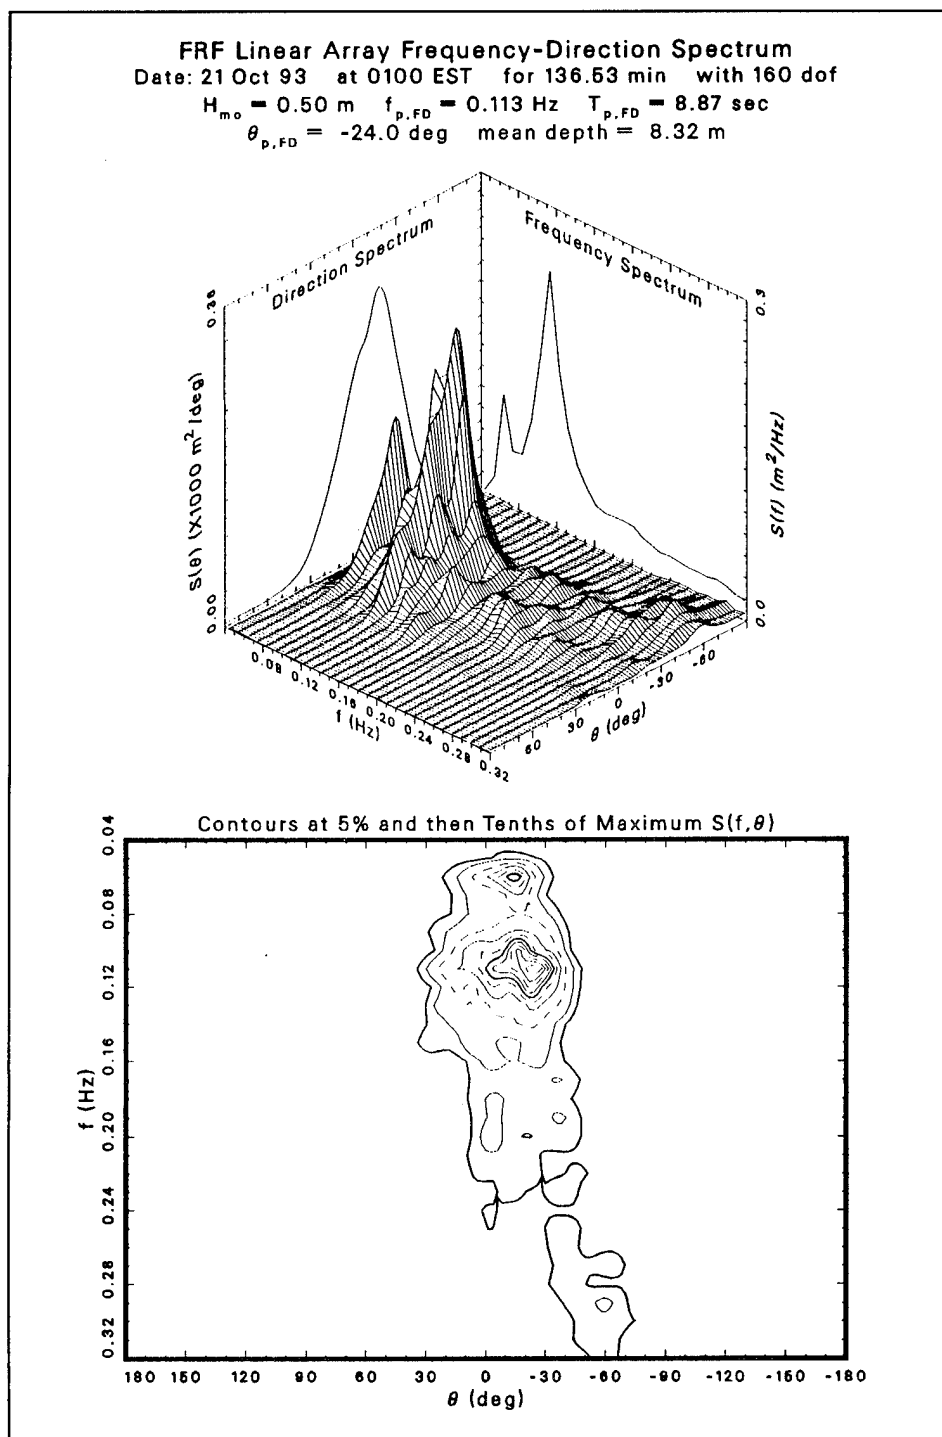 FRF Linear Array Frequency-Direction Spectrum
Date: 21 Oct 93 at 0100 EST for 136.53 min with 160 dof
H_mo = 0.50 m f_p,FD = 0.113 Hz T_p,FD = 8.87 sec
θ_p,FD = -24.0 deg mean depth = 8.32 m
Direction Spectrum
Frequency Spectrum
0.36
S(θ) (X1000 m²/deg)
0.00
0.3
S(f) (m²/Hz)
0.0
0.08 0.12 0.16 0.20 0.24 0.28 0.32
f (Hz)
60 30 0 -30 -60
θ (deg)
Contours at 5% and then Tenths of Maximum S(f,θ)
0.04
0.08
0.12
0.16
0.20
0.24
0.28
0.32
f (Hz)
180 150 120 90 60 30 0 -30 -60 -90 -120 -150 -180
θ (deg)